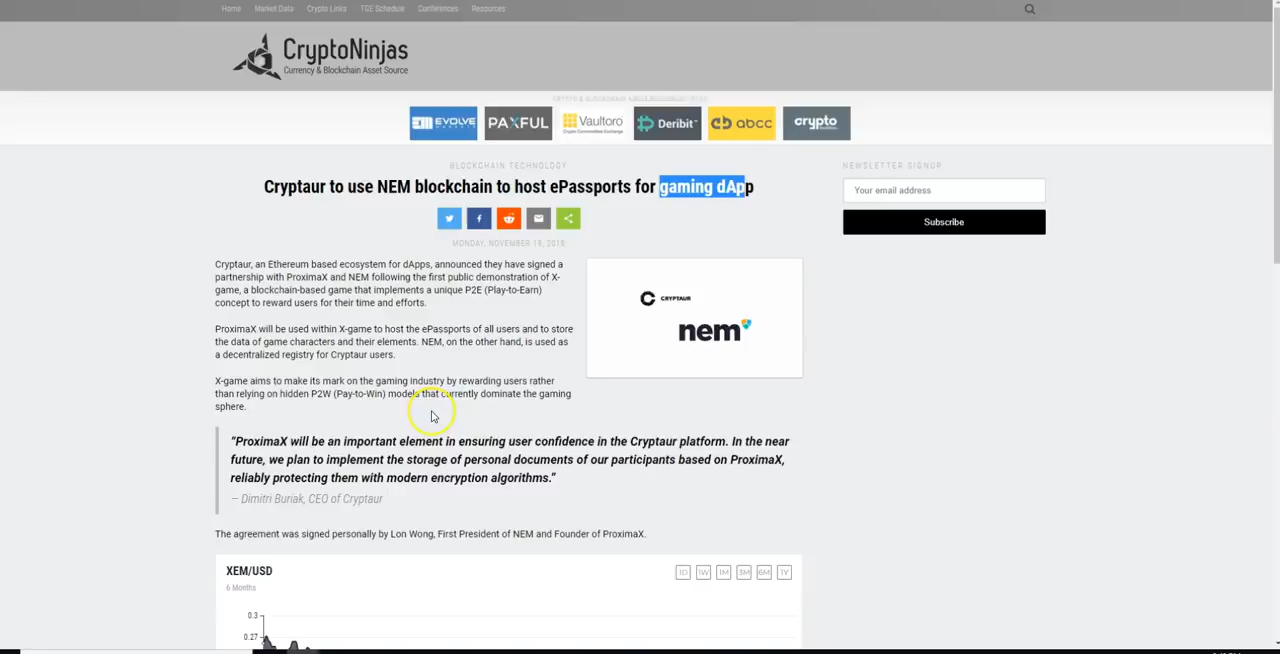 Home Market Data Crypto Links TGE Schedule Conferences Resources
CryptoNinjas
Currency & Blockchain Asset Source
EVOLVE PAXFUL Vaultoro Deribit abcc crypto
BLOCKCHAIN TECHNOLOGY
Cryptaur to use NEM blockchain to host ePassports for gaming dApp
MONDAY, NOVEMBER 19, 2018
Cryptaur, an Ethereum based ecosystem for dApps, announced they have signed a
partnership with ProximaX and NEM following the first public demonstration of X-
game, a blockchain-based game that implements a unique P2E (Play-to-Earn)
concept to reward users for their time and efforts.
CRYPTAUR
nem
ProximaX will be used within X-game to host the ePassports of all users and to store
the data of game characters and their elements. NEM, on the other hand, is used as
a decentralized registry for Cryptaur users.
X-game aims to make its mark on the gaming industry by rewarding users rather
than relying on hidden P2W (Pay-to-Win) models that currently dominate the gaming
sphere.
“ProximaX will be an important element in ensuring user confidence in the Cryptaur platform. In the near
future, we plan to implement the storage of personal documents of our participants based on ProximaX,
reliably protecting them with modern encryption algorithms.”
— Dimitri Buriak, CEO of Cryptaur
The agreement was signed personally by Lon Wong, First President of NEM and Founder of ProximaX.
XEM/USD
1D 1W 1M 3M 6M 1Y
6 Months
0.3
0.27
NEWSLETTER SIGNUP
Your email address
Subscribe